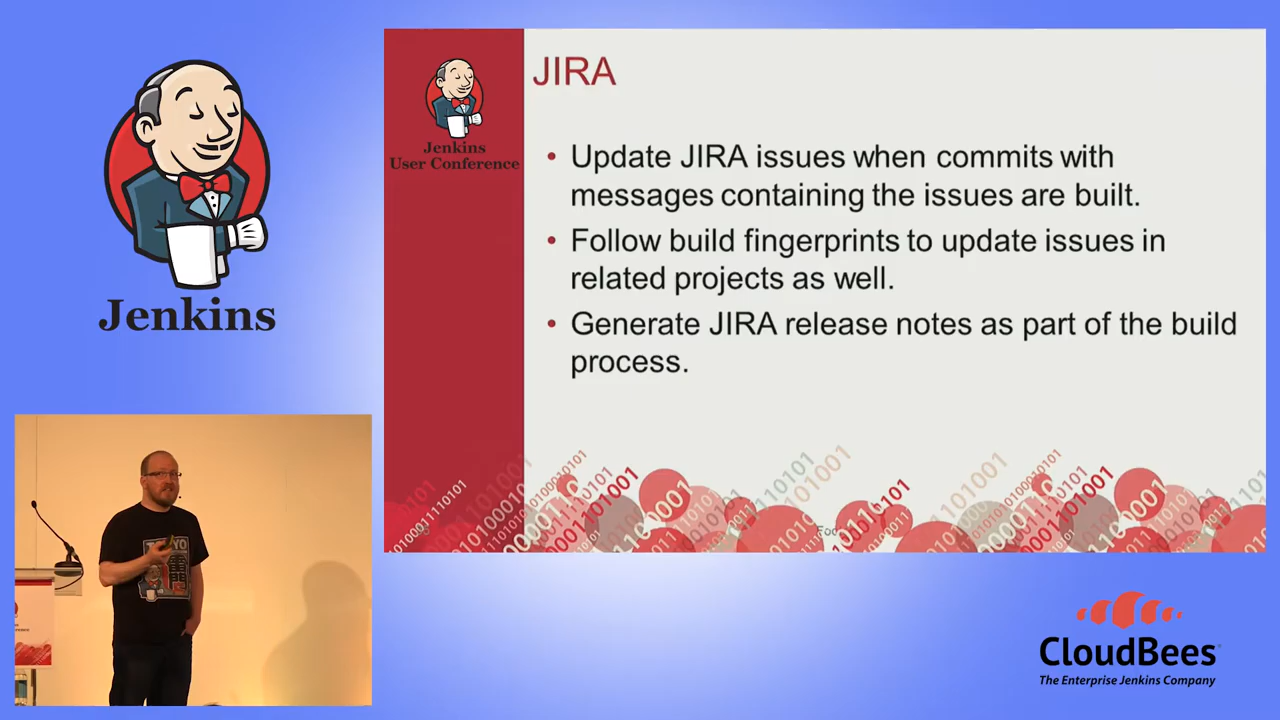 Jenkins
Jenkins
User Conference
JIRA
• Update JIRA issues when commits with
messages containing the issues are built.
• Follow build fingerprints to update issues in
related projects as well.
• Generate JIRA release notes as part of the build
process.
CloudBees
The Enterprise Jenkins Company